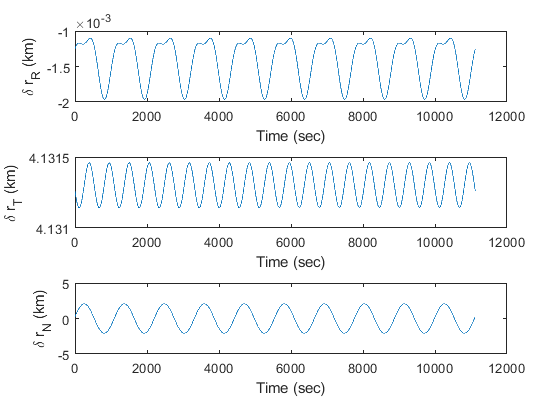 ×10⁻³
-1
-1.5
-2
δ r_R (km)
0 2000 4000 6000 8000 10000 12000
Time (sec)
4.1315
4.131
δ r_T (km)
0 2000 4000 6000 8000 10000 12000
Time (sec)
5
0
-5
δ r_N (km)
0 2000 4000 6000 8000 10000 12000
Time (sec)